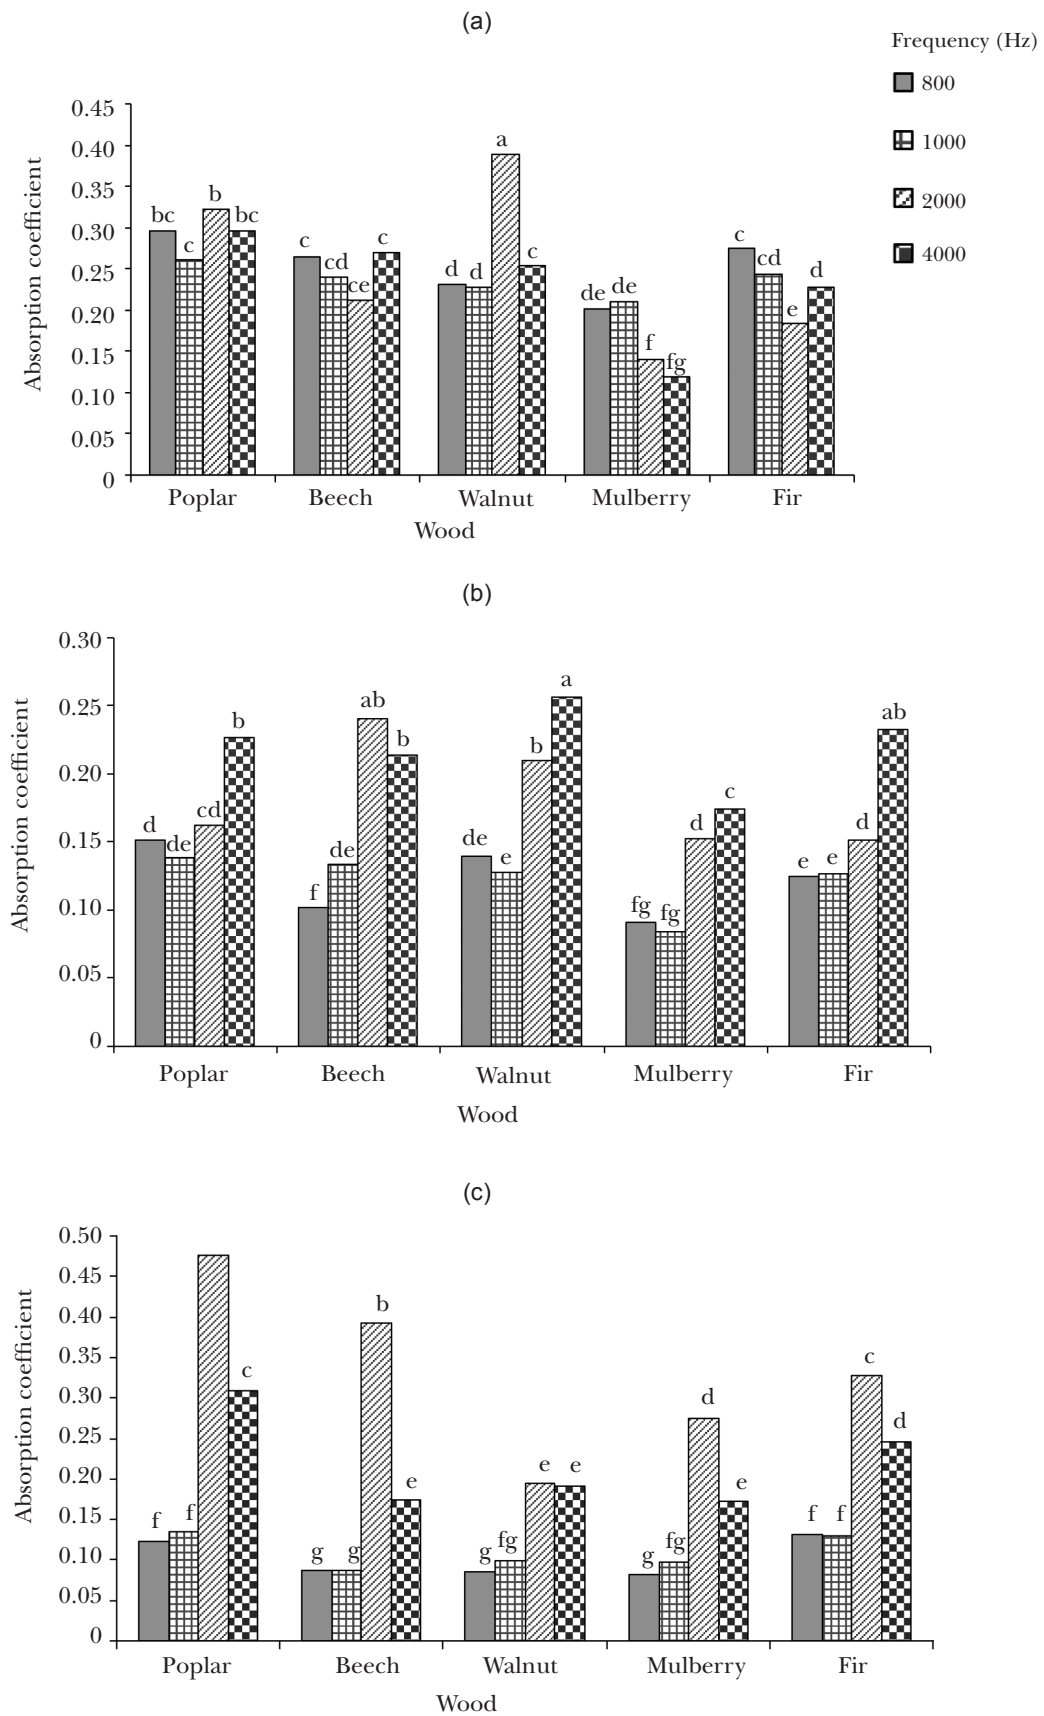 (a)
Frequency (Hz)
800
1000
2000
4000
Absorption coefficient
0.45
0.40
0.35
0.30
0.25
0.20
0.15
0.10
0.05
0
bc c b bc
c cd ce c
d d a c
de de f fg
c cd e d
Poplar Beech Walnut Mulberry Fir
Wood
(b)
Absorption coefficient
0.30
0.25
0.20
0.15
0.10
0.05
0
d de cd b
f de ab b
de e b a
fg fg d c
e e d ab
Poplar Beech Walnut Mulberry Fir
Wood
(c)
Absorption coefficient
0.50
0.45
0.40
0.35
0.30
0.25
0.20
0.15
0.10
0.05
0
f f c
g g b e
g fg e e
g fg d e
f f c d
Poplar Beech Walnut Mulberry Fir
Wood